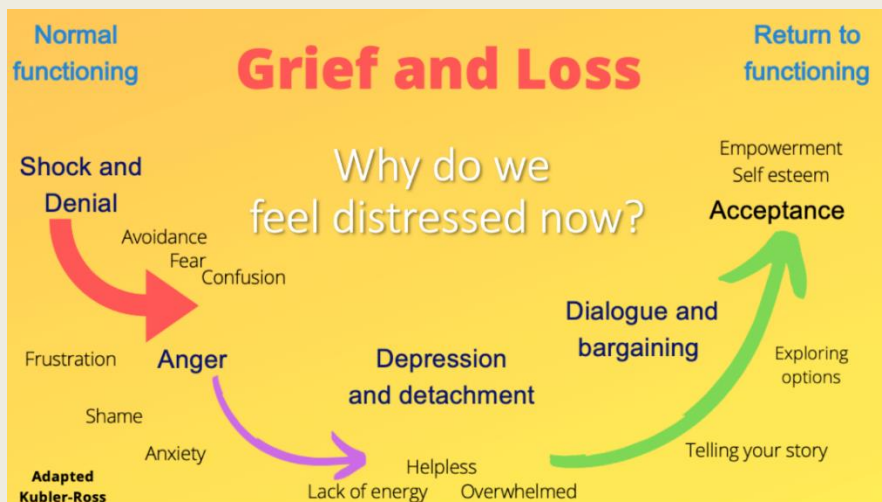 Normal
functioning
Grief and Loss
Return to
functioning
Why do we
feel distressed now?
Shock and
Denial
Avoidance
Fear
Confusion
Frustration
Anger
Shame
Anxiety
Depression
and detachment
Helpless
Lack of energy
Overwhelmed
Dialogue and
bargaining
Telling your story
Exploring
options
Empowerment
Self esteem
Acceptance
Adapted
Kubler-Ross